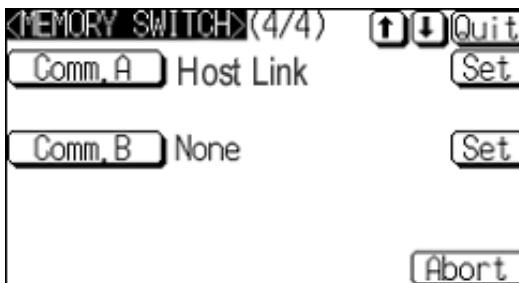 <MEMORY SWITCH>(4/4) ↑ ↓ Quit
Comm.A Host Link Set
Comm.B None Set
Abort